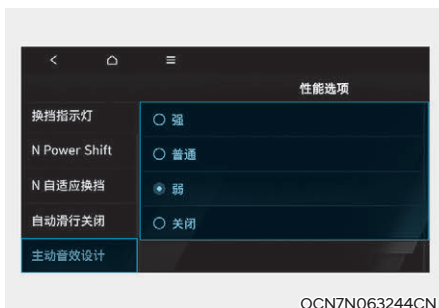 性能选项
换挡指示灯
强
N Power Shift
普通
N 自适应换挡
弱
自动滑行关闭
关闭
主动音效设计
OCN7N063244CN